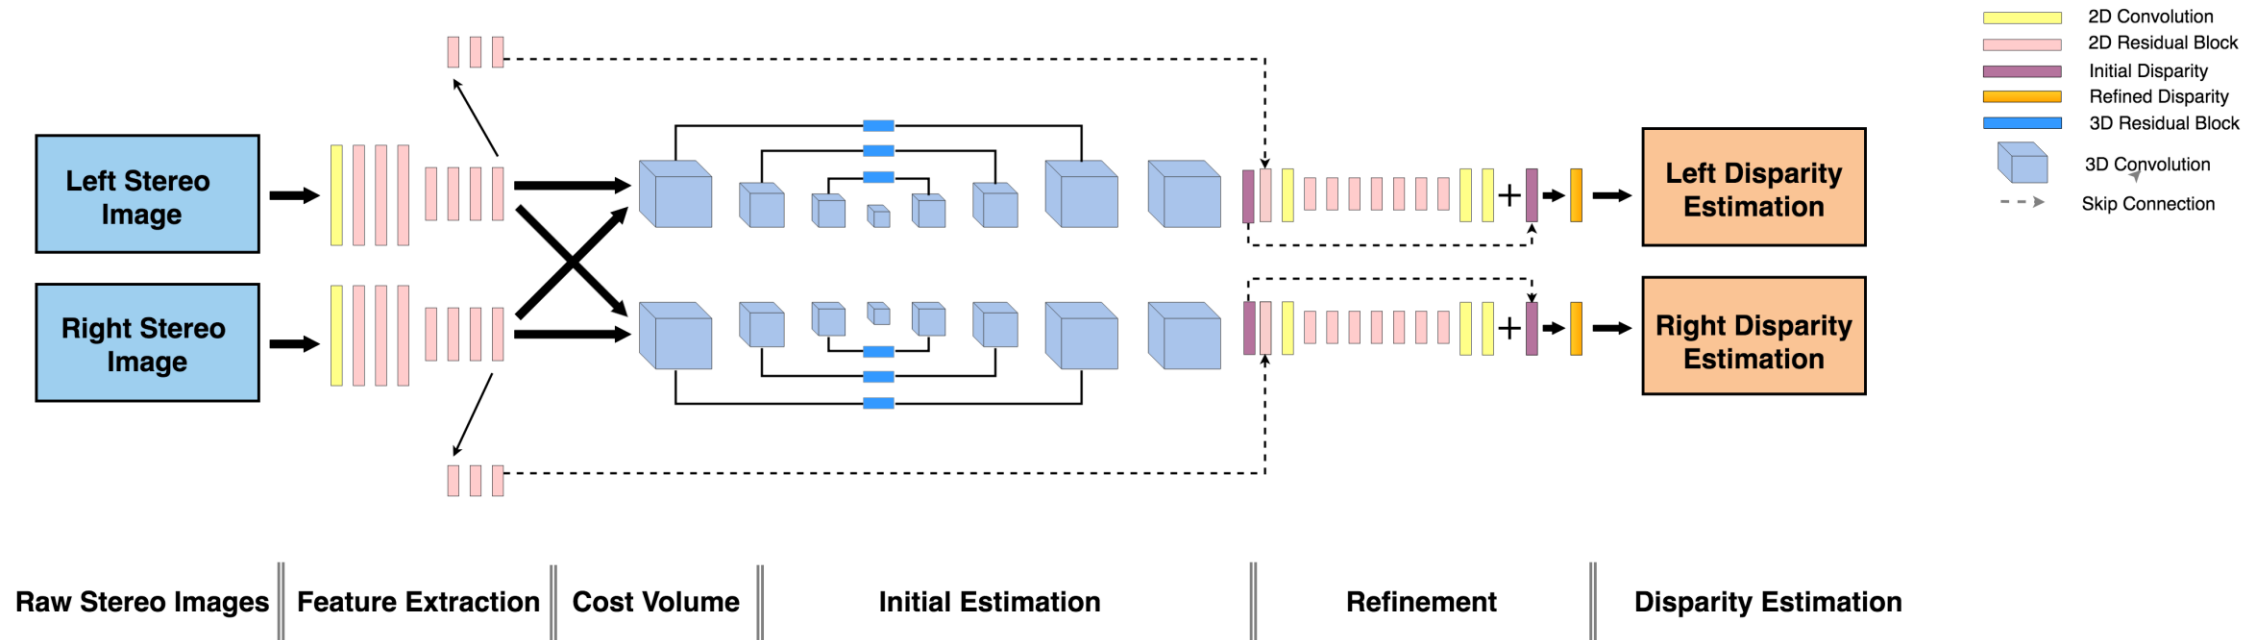 2D Convolution
2D Residual Block
Initial Disparity
Refined Disparity
3D Residual Block
3D Convolution
Skip Connection
Left Stereo
Image
Left Disparity
Estimation
+
Right Stereo
Image
Right Disparity
Estimation
+
Raw Stereo Images
Feature Extraction
Cost Volume
Initial Estimation
Refinement
Disparity Estimation